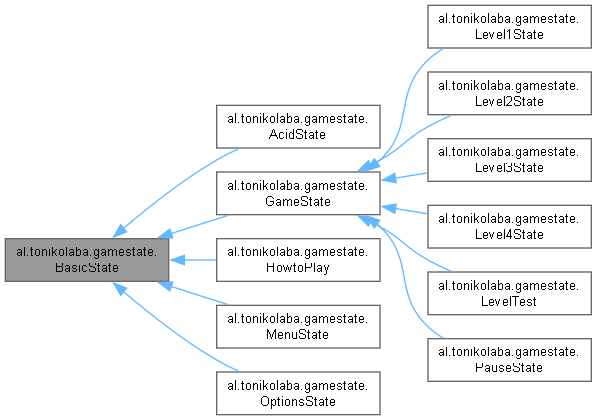 al.tonikolaba.gamestate.
BasicState
al.tonikolaba.gamestate.
AcidState
al.tonikolaba.gamestate.
GameState
al.tonikolaba.gamestate.
HowtoPlay
al.tonikolaba.gamestate.
MenuState
al.tonikolaba.gamestate.
OptionsState
al.tonikolaba.gamestate.
Level1State
al.tonikolaba.gamestate.
Level2State
al.tonikolaba.gamestate.
Level3State
al.tonikolaba.gamestate.
Level4State
al.tonikolaba.gamestate.
LevelTest
al.tonikolaba.gamestate.
PauseState